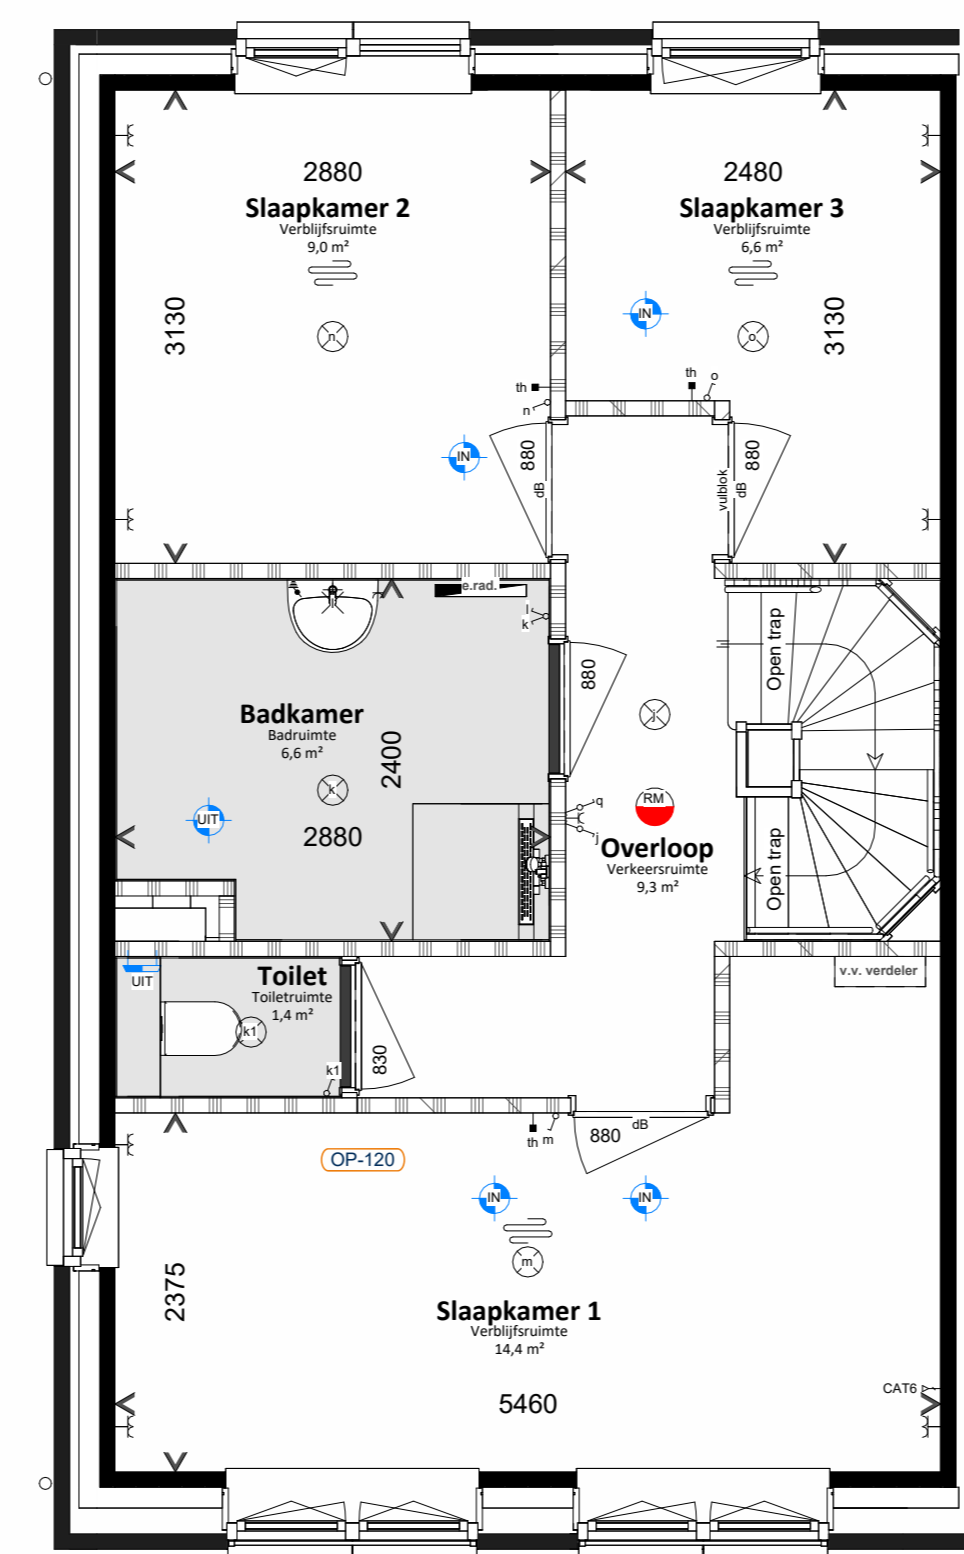 2880
Slaapkamer 2
Verblijfsruimte
9,0 m²
3130
n
th
n
IN
880
dB
2480
Slaapkamer 3
Verblijfsruimte
6,6 m²
IN
3130
o
th
o
vulblok
880
dB
e.rad.
l
l
k
Badkamer
Badruimte
6,6 m²
2400
k
UIT
2880
880
j
RM
q
j
Overloop
Verkeersruimte
9,3 m²
Open trap
Open trap
v.v. verdeler
UIT
Toilet
Toiletruimte
1,4 m²
k1
k1
830
th
m
880
dB
OP-120
IN
IN
m
2375
Slaapkamer 1
Verblijfsruimte
14,4 m²
CAT6
5460